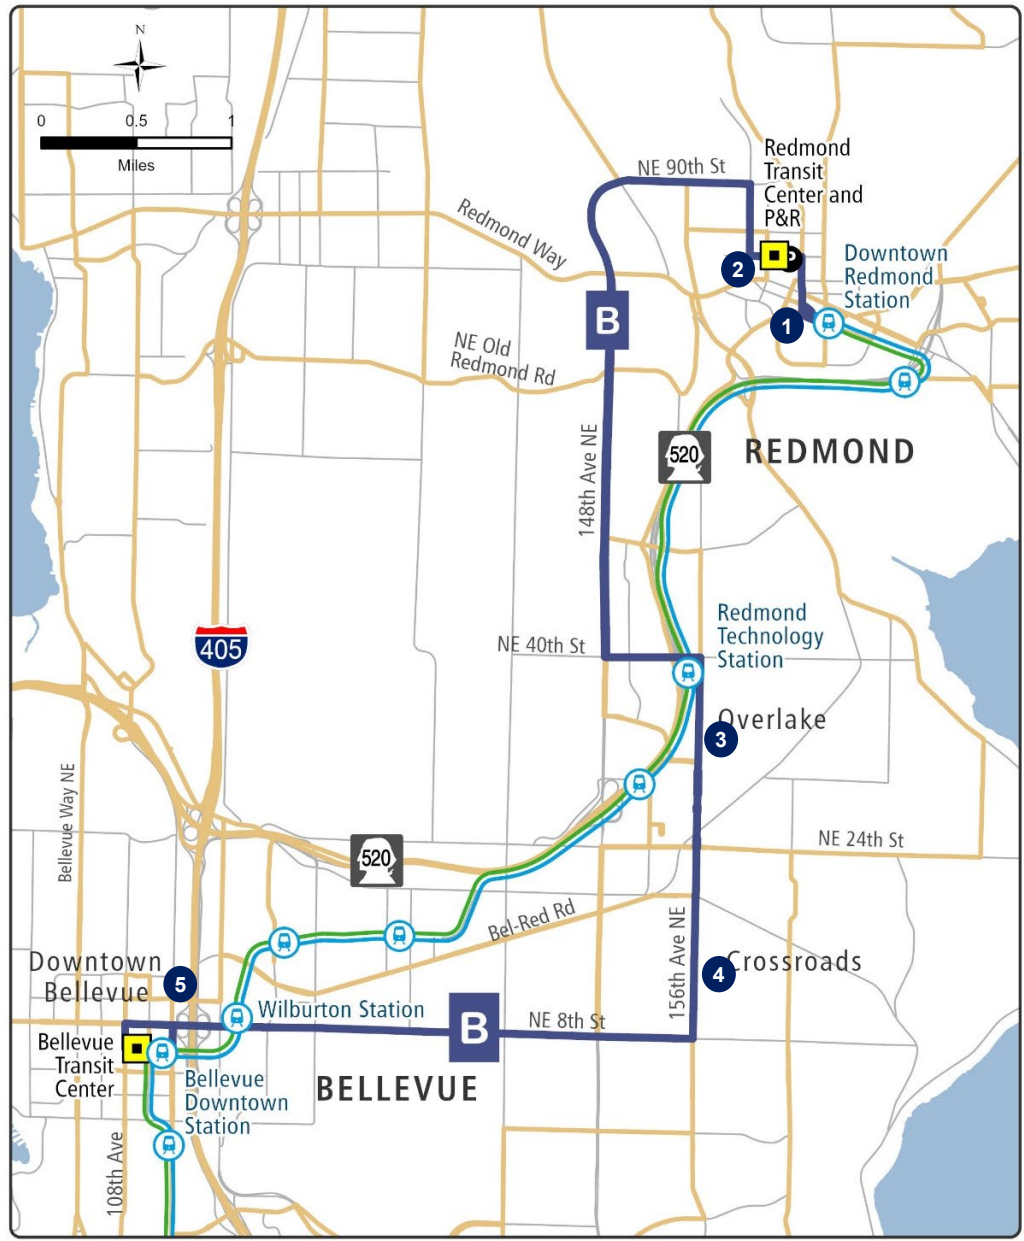 N
0 0.5 1
Miles
Redmond
Transit
Center and
P&R
NE 90th St
Redmond Way
2
P
Downtown
Redmond
Station
1
B
NE Old
Redmond Rd
148th Ave NE
520
REDMOND
405
NE 40th St
Redmond
Technology
Station
Overlake
3
Bellevue Way NE
520
NE 24th St
Bel-Red Rd
156th Ave NE
Downtown
Bellevue
5
4
Crossroads
Wilburton Station
B
NE 8th St
Bellevue
Transit
Center
Bellevue
Downtown
Station
BELLEVUE
108th Ave